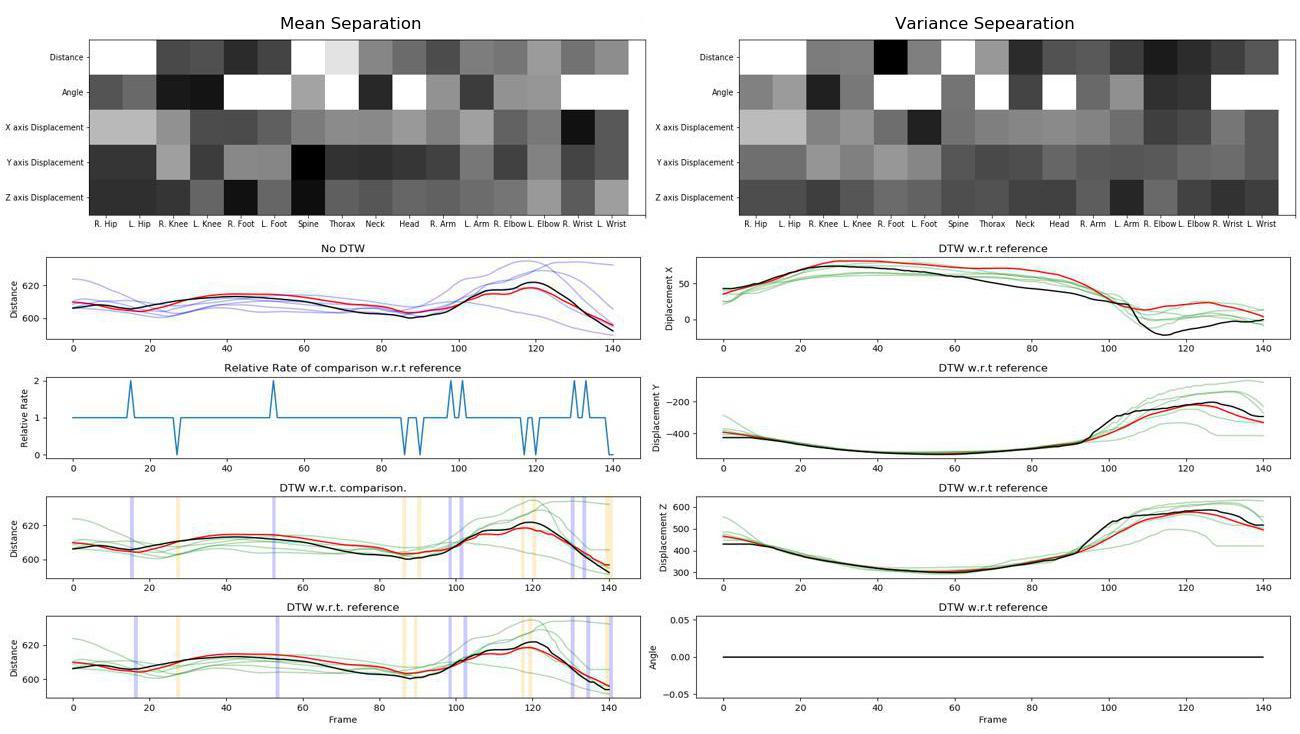 Mean Separation
Variance Sepearation
Distance
Angle
X axis Displacement
Y axis Displacement
Z axis Displacement
R. Hip L. Hip R. Knee L. Knee R. Foot L. Foot Spine Thorax Neck Head R. Arm L. Arm R. Elbow L. Elbow R. Wrist L. Wrist
Distance
Angle
X axis Displacement
Y axis Displacement
Z axis Displacement
R. Hip L. Hip R. Knee L. Knee R. Foot L. Foot Spine Thorax Neck Head R. Arm L. Arm R. Elbow L. Elbow R. Wrist L. Wrist
No DTW
Distance
620
600
0 20 40 60 80 100 120 140
DTW w.r.t reference
Diplacement X
50
0
0 20 40 60 80 100 120 140
Relative Rate of comparison w.r.t reference
Relative Rate
2
1
0
0 20 40 60 80 100 120 140
DTW w.r.t reference
Displacement Y
−200
−400
0 20 40 60 80 100 120 140
DTW w.r.t. comparison.
Distance
620
600
0 20 40 60 80 100 120 140
DTW w.r.t reference
Displacement Z
600
500
400
300
0 20 40 60 80 100 120 140
DTW w.r.t. reference
Distance
620
600
0 20 40 60 80 100 120 140
Frame
DTW w.r.t reference
Angle
0.05
0.00
−0.05
0 20 40 60 80 100 120 140
Frame